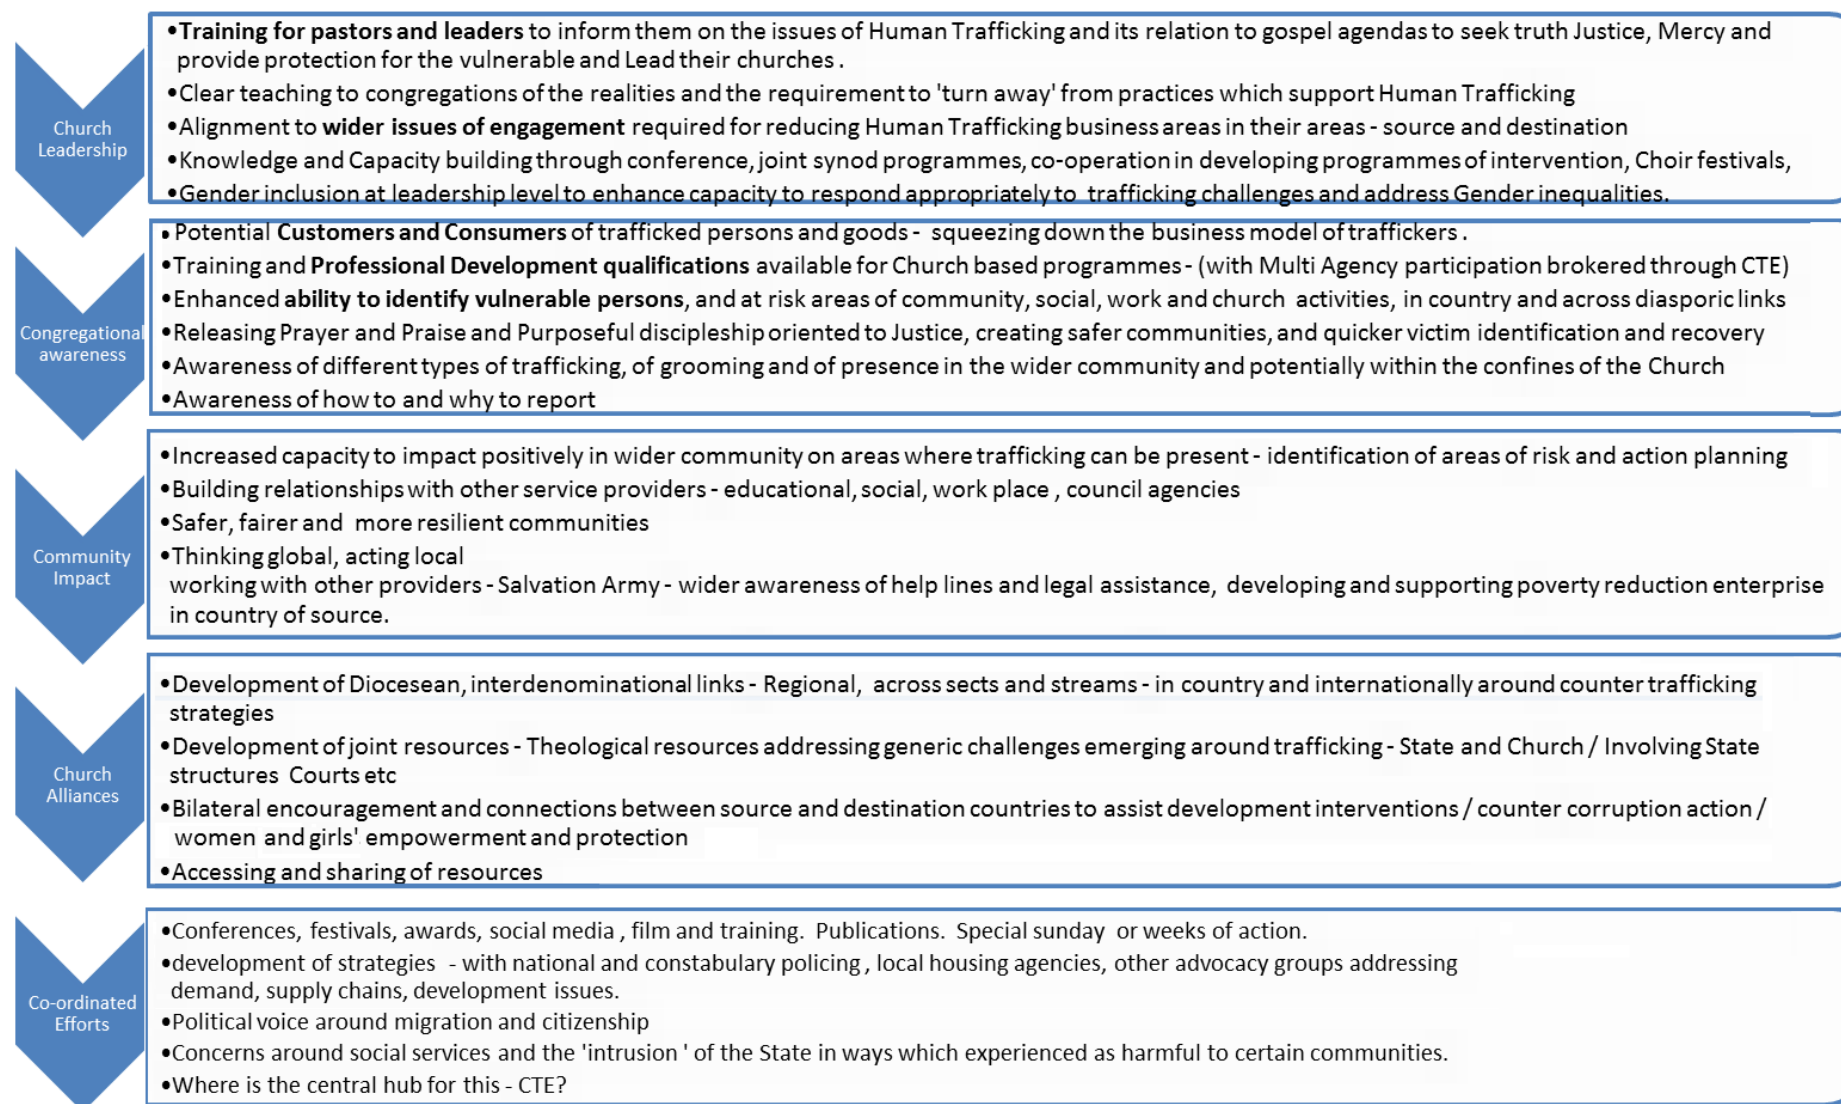 Church
Leadership
•Training for pastors and leaders to inform them on the issues of Human Trafficking and its relation to gospel agendas to seek truth Justice, Mercy and
provide protection for the vulnerable and Lead their churches .
•Clear teaching to congregations of the realities and the requirement to 'turn away' from practices which support Human Trafficking
•Alignment to wider issues of engagement required for reducing Human Trafficking business areas in their areas - source and destination
•Knowledge and Capacity building through conference, joint synod programmes, co-operation in developing programmes of intervention, Choir festivals,
•Gender inclusion at leadership level to enhance capacity to respond appropriately to trafficking challenges and address Gender inequalities.
Congregational
awareness
• Potential Customers and Consumers of trafficked persons and goods - squeezing down the business model of traffickers .
•Training and Professional Development qualifications available for Church based programmes - (with Multi Agency participation brokered through CTE)
•Enhanced ability to identify vulnerable persons, and at risk areas of community, social, work and church activities, in country and across diasporic links
•Releasing Prayer and Praise and Purposeful discipleship oriented to Justice, creating safer communities, and quicker victim identification and recovery
•Awareness of different types of trafficking, of grooming and of presence in the wider community and potentially within the confines of the Church
•Awareness of how to and why to report
Community
Impact
•Increased capacity to impact positively in wider community on areas where trafficking can be present - identification of areas of risk and action planning
•Building relationships with other service providers - educational, social, work place , council agencies
•Safer, fairer and more resilient communities
•Thinking global, acting local
working with other providers - Salvation Army - wider awareness of help lines and legal assistance, developing and supporting poverty reduction enterprise
in country of source.
Church
Alliances
•Development of Diocesean, interdenominational links - Regional, across sects and streams - in country and internationally around counter trafficking
strategies
•Development of joint resources - Theological resources addressing generic challenges emerging around trafficking - State and Church / Involving State
structures Courts etc
•Bilateral encouragement and connections between source and destination countries to assist development interventions / counter corruption action /
women and girls' empowerment and protection
•Accessing and sharing of resources
Co-ordinated
Efforts
•Conferences, festivals, awards, social media , film and training. Publications. Special sunday or weeks of action.
•development of strategies - with national and constabulary policing , local housing agencies, other advocacy groups addressing
demand, supply chains, development issues.
•Political voice around migration and citizenship
•Concerns around social services and the 'intrusion ' of the State in ways which experienced as harmful to certain communities.
•Where is the central hub for this - CTE?